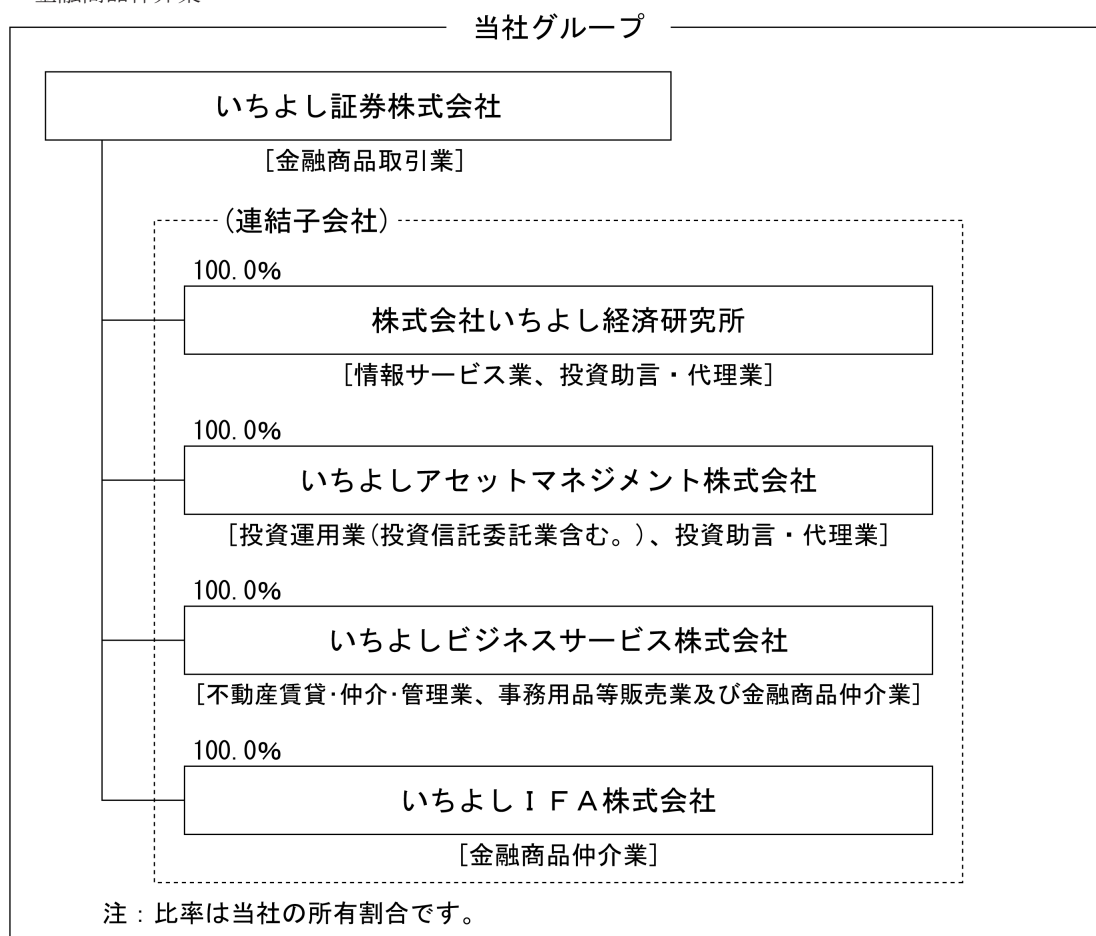 当社グループ
いちよし証券株式会社
[金融商品取引業]
(連結子会社)
100.0%
株式会社いちよし経済研究所
[情報サービス業、投資助言・代理業]
100.0%
いちよしアセットマネジメント株式会社
[投資運用業(投資信託委託業含む。)、投資助言・代理業]
100.0%
いちよしビジネスサービス株式会社
[不動産賃貸・仲介・管理業、事務用品等販売業及び金融商品仲介業]
100.0%
いちよしＩＦＡ株式会社
[金融商品仲介業]
注：比率は当社の所有割合です。